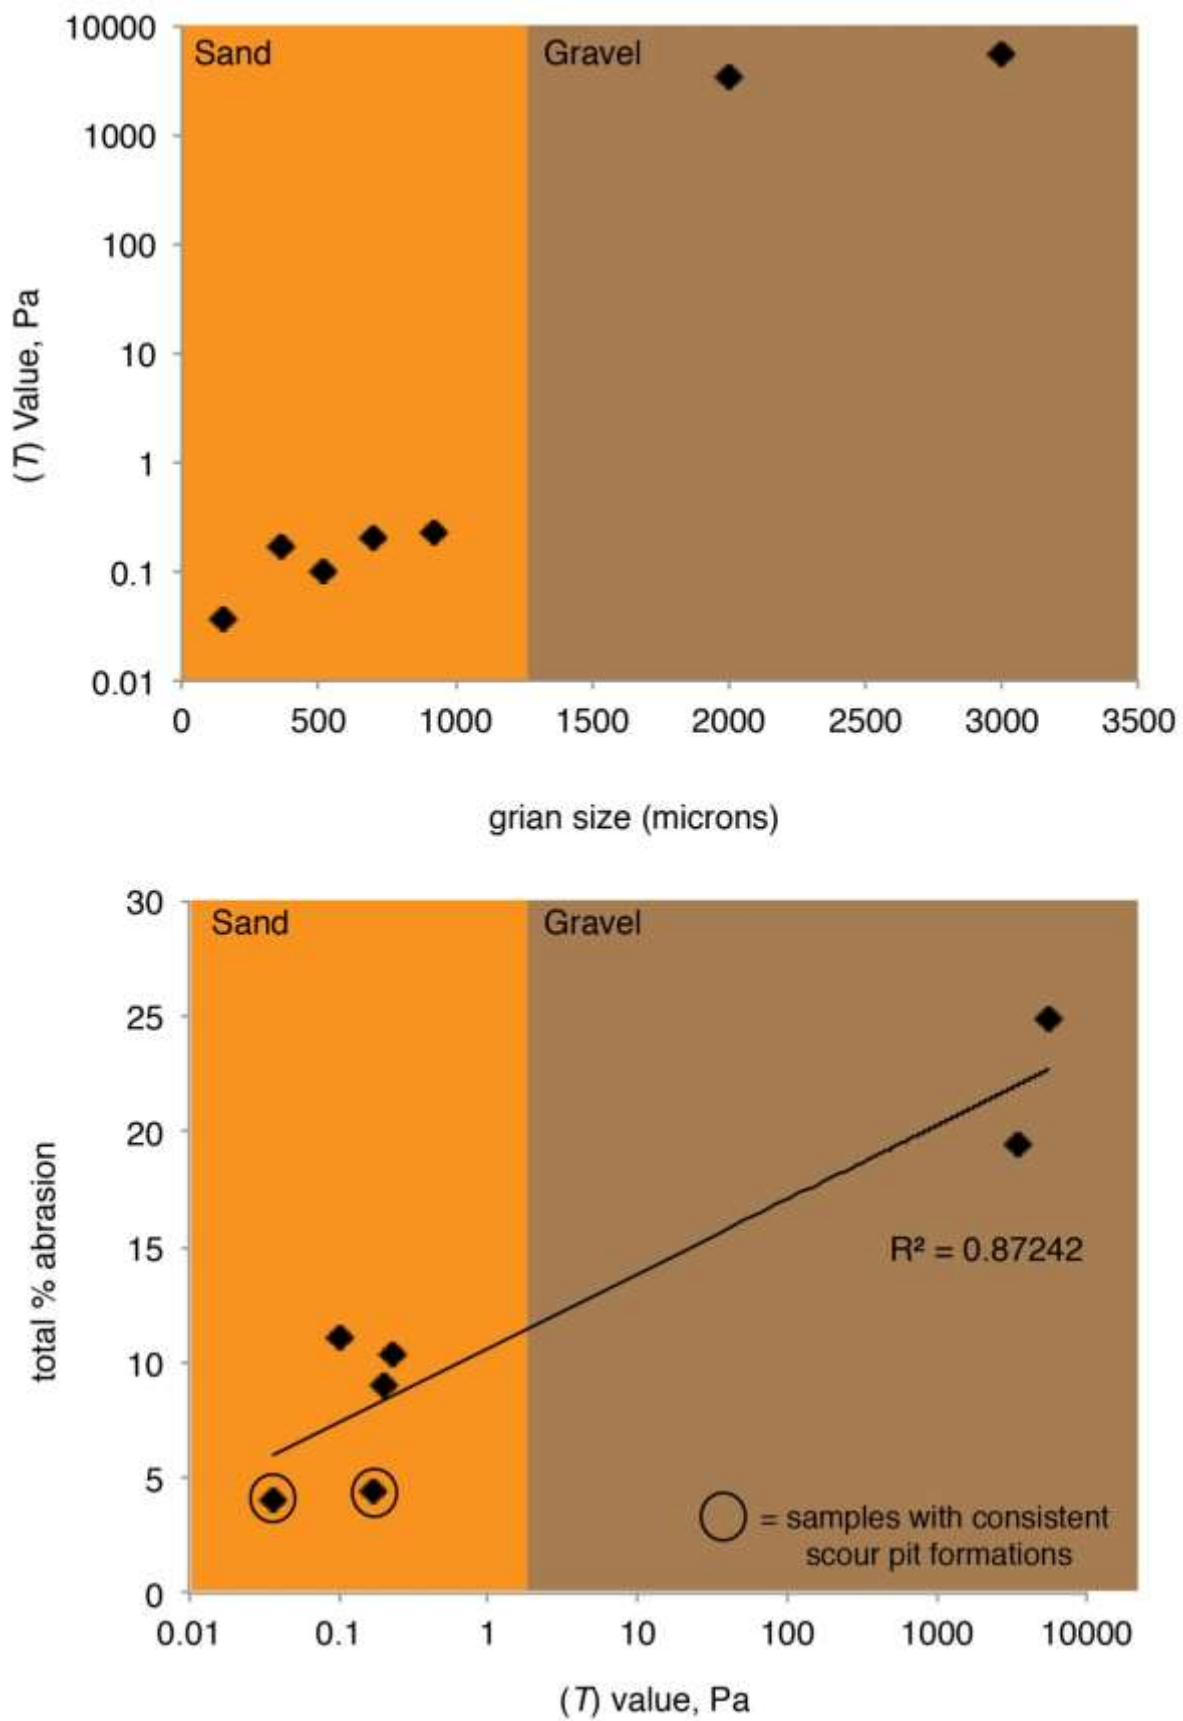 10000
Sand
Gravel
1000
100
(T) Value, Pa
10
1
0.1
0.01
0 500 1000 1500 2000 2500 3000 3500
grian size (microns)
30
Sand
Gravel
25
20
total % abrasion
15
R² = 0.87242
10
5
= samples with consistent
scour pit formations
0
0.01 0.1 1 10 100 1000 10000
(T) value, Pa